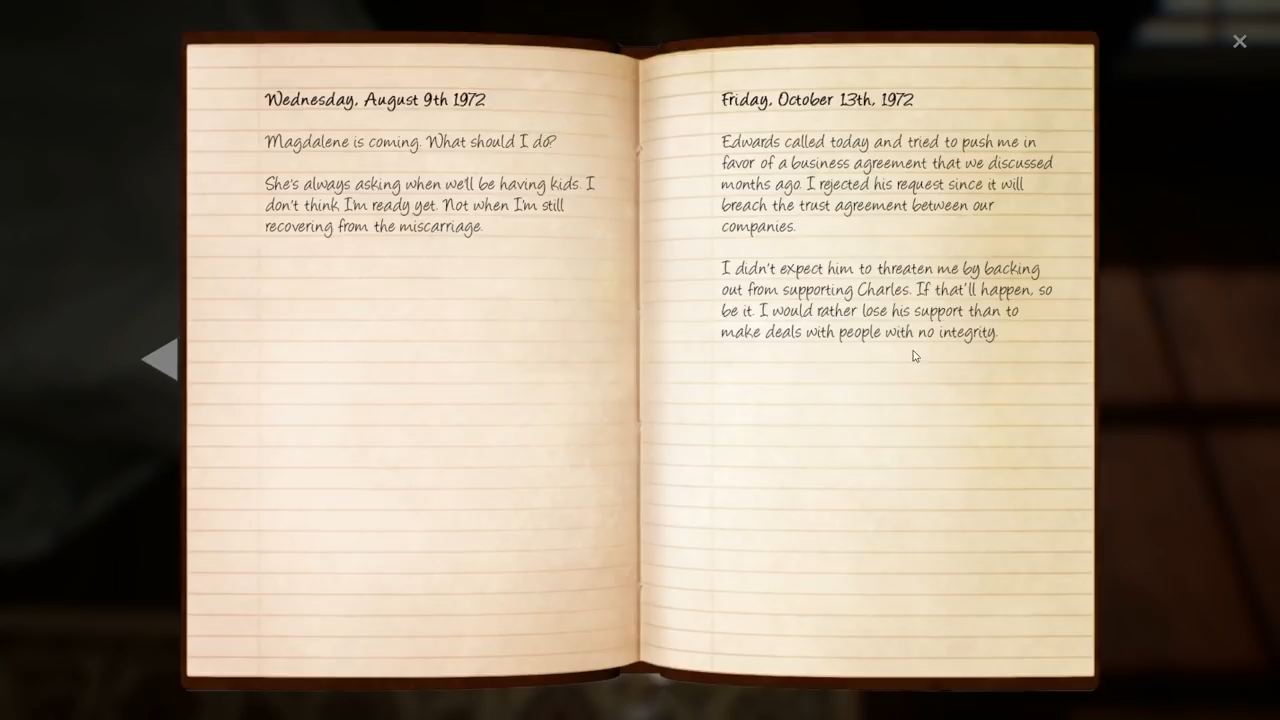 Wednesday, August 9th 1972
Magdalene is coming. What should I do?
She's always asking when we'll be having kids. I
don't think I'm ready yet. Not when I'm still
recovering from the miscarriage.
Friday, October 13th, 1972
Edwards called today and tried to push me in
favor of a business agreement that we discussed
months ago. I rejected his request since it will
breach the trust agreement between our
companies.
I didn't expect him to threaten me by backing
out from supporting Charles. If that'll happen, so
be it. I would rather lose his support than to
make deals with people with no integrity.